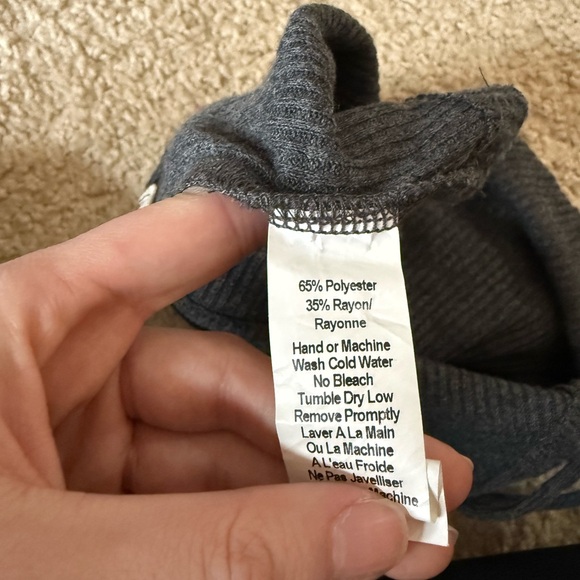 65% Polyester
35% Rayon/
Rayonne
Hand or Machine
Wash Cold Water
No Bleach
Tumble Dry Low
Remove Promptly
Laver A La Main
Ou La Machine
A L'eau Froide
Ne Pas Javelliser
Machine